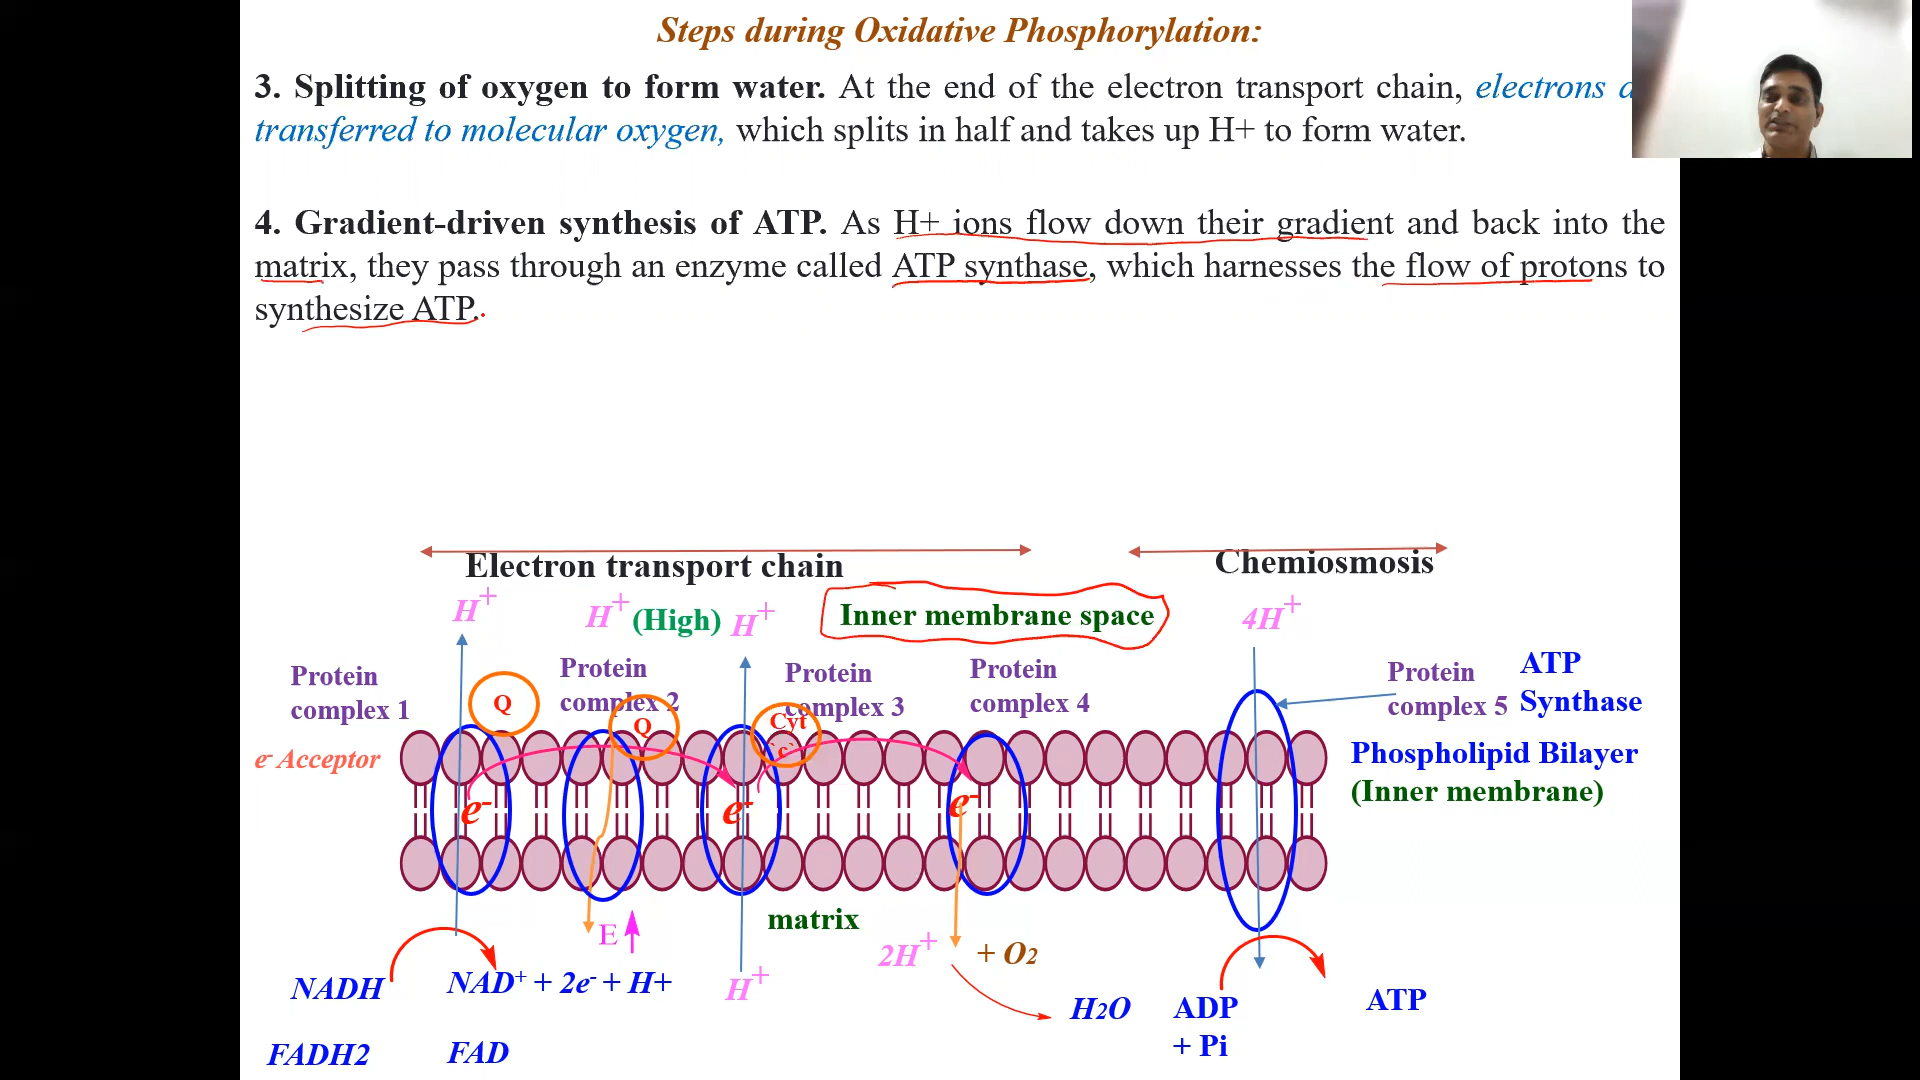 Steps during Oxidative Phosphorylation:
3. Splitting of oxygen to form water. At the end of the electron transport chain, electrons
transferred to molecular oxygen, which splits in half and takes up H+ to form water.
4. Gradient-driven synthesis of ATP. As H+ ions flow down their gradient and back into the
matrix, they pass through an enzyme called ATP synthase, which harnesses the flow of protons to
synthesize ATP.
Electron transport chain
Chemiosmosis
H+
H+ (High)
H+
Inner membrane space
4H+
Protein
complex 1
Q
Protein
complex 2
Q
Protein
complex 3
Cyt
`c`
Protein
complex 4
Protein
complex 5
ATP
Synthase
e- Acceptor
Phospholipid Bilayer
(Inner membrane)
e-
e-
e-
matrix
E
2H+
+ O2
NADH
NAD+ + 2e- + H+
H+
H2O
ADP
+ Pi
ATP
FADH2
FAD